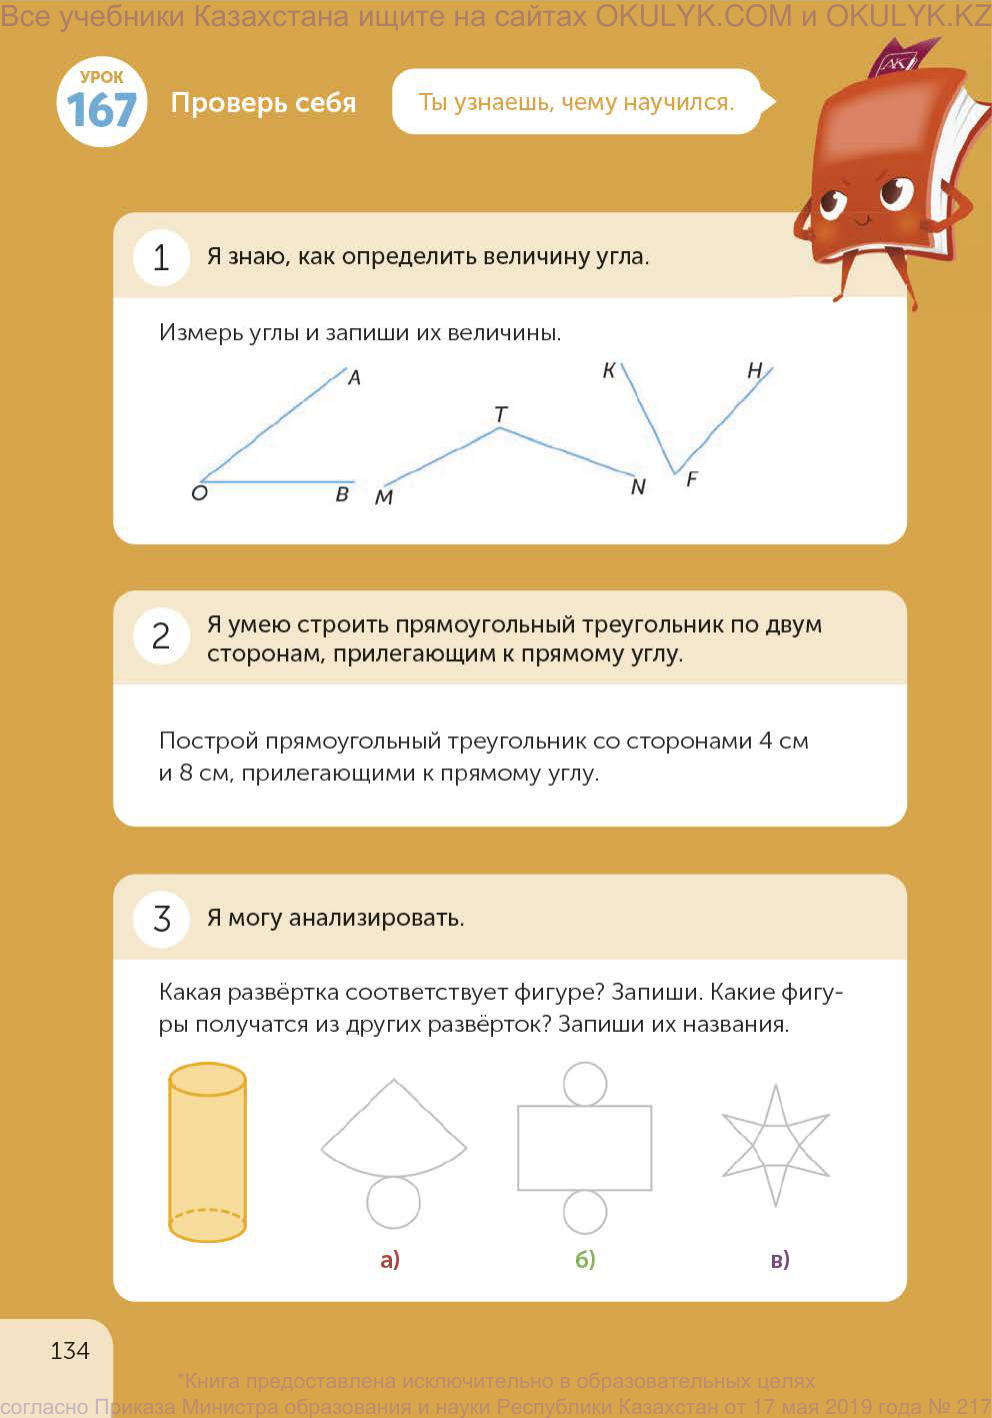 Все учебники Казахстана ищите на сайтах OKULYK.COM и OKULYK.KZ
УРОК
167
Проверь себя
Ты узнаешь, чему научился.
АК
1
Я знаю, как определить величину угла.
Измерь углы и запиши их величины.
A
O
B
M
T
N
K
H
F
2
Я умею строить прямоугольный треугольник по двум
сторонам, прилегающим к прямому углу.
Построй прямоугольный треугольник со сторонами 4 см
и 8 см, прилегающими к прямому углу.
3
Я могу анализировать.
Какая развёртка соответствует фигуре? Запиши. Какие фигу-
ры получатся из других развёрток? Запиши их названия.
а)
б)
в)
134
*Книга предоставлена исключительно в образовательных целях
согласно Приказа Министра образования и науки Республики Казахстан от 17 мая 2019 года № 217